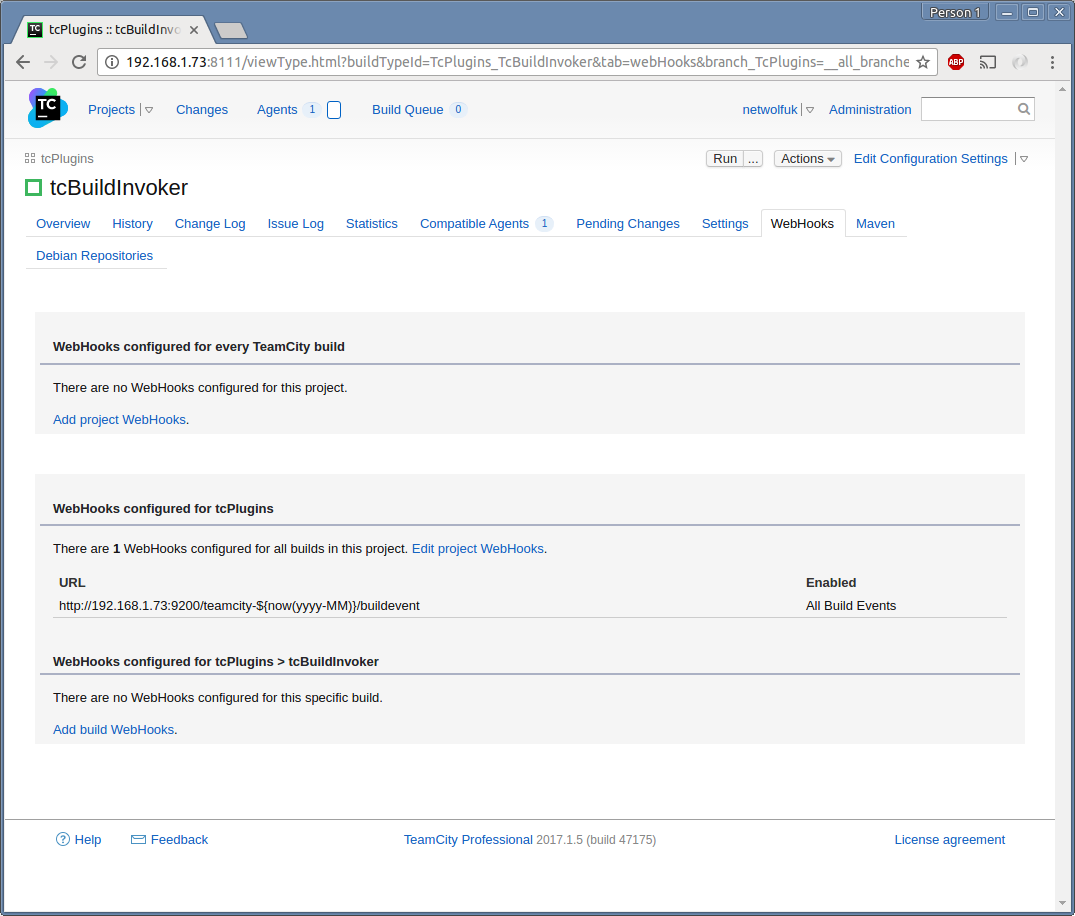 Person 1
TC tcPlugins :: tcBuildInvo
192.168.1.73:8111/viewType.html?buildTypeId=TcPlugins_TcBuildInvoker&tab=webHooks&branch_TcPlugins=__all_branche
ABP
TC Projects Changes Agents 1 Build Queue 0 netwolfuk Administration
tcPlugins Run ... Actions Edit Configuration Settings
tcBuildInvoker
Overview History Change Log Issue Log Statistics Compatible Agents 1 Pending Changes Settings WebHooks Maven
Debian Repositories
WebHooks configured for every TeamCity build
There are no WebHooks configured for this project.
Add project WebHooks.
WebHooks configured for tcPlugins
There are 1 WebHooks configured for all builds in this project. Edit project WebHooks.
URL Enabled
http://192.168.1.73:9200/teamcity-${now(yyyy-MM)}/buildevent All Build Events
WebHooks configured for tcPlugins > tcBuildInvoker
There are no WebHooks configured for this specific build.
Add build WebHooks.
? Help Feedback TeamCity Professional 2017.1.5 (build 47175) License agreement